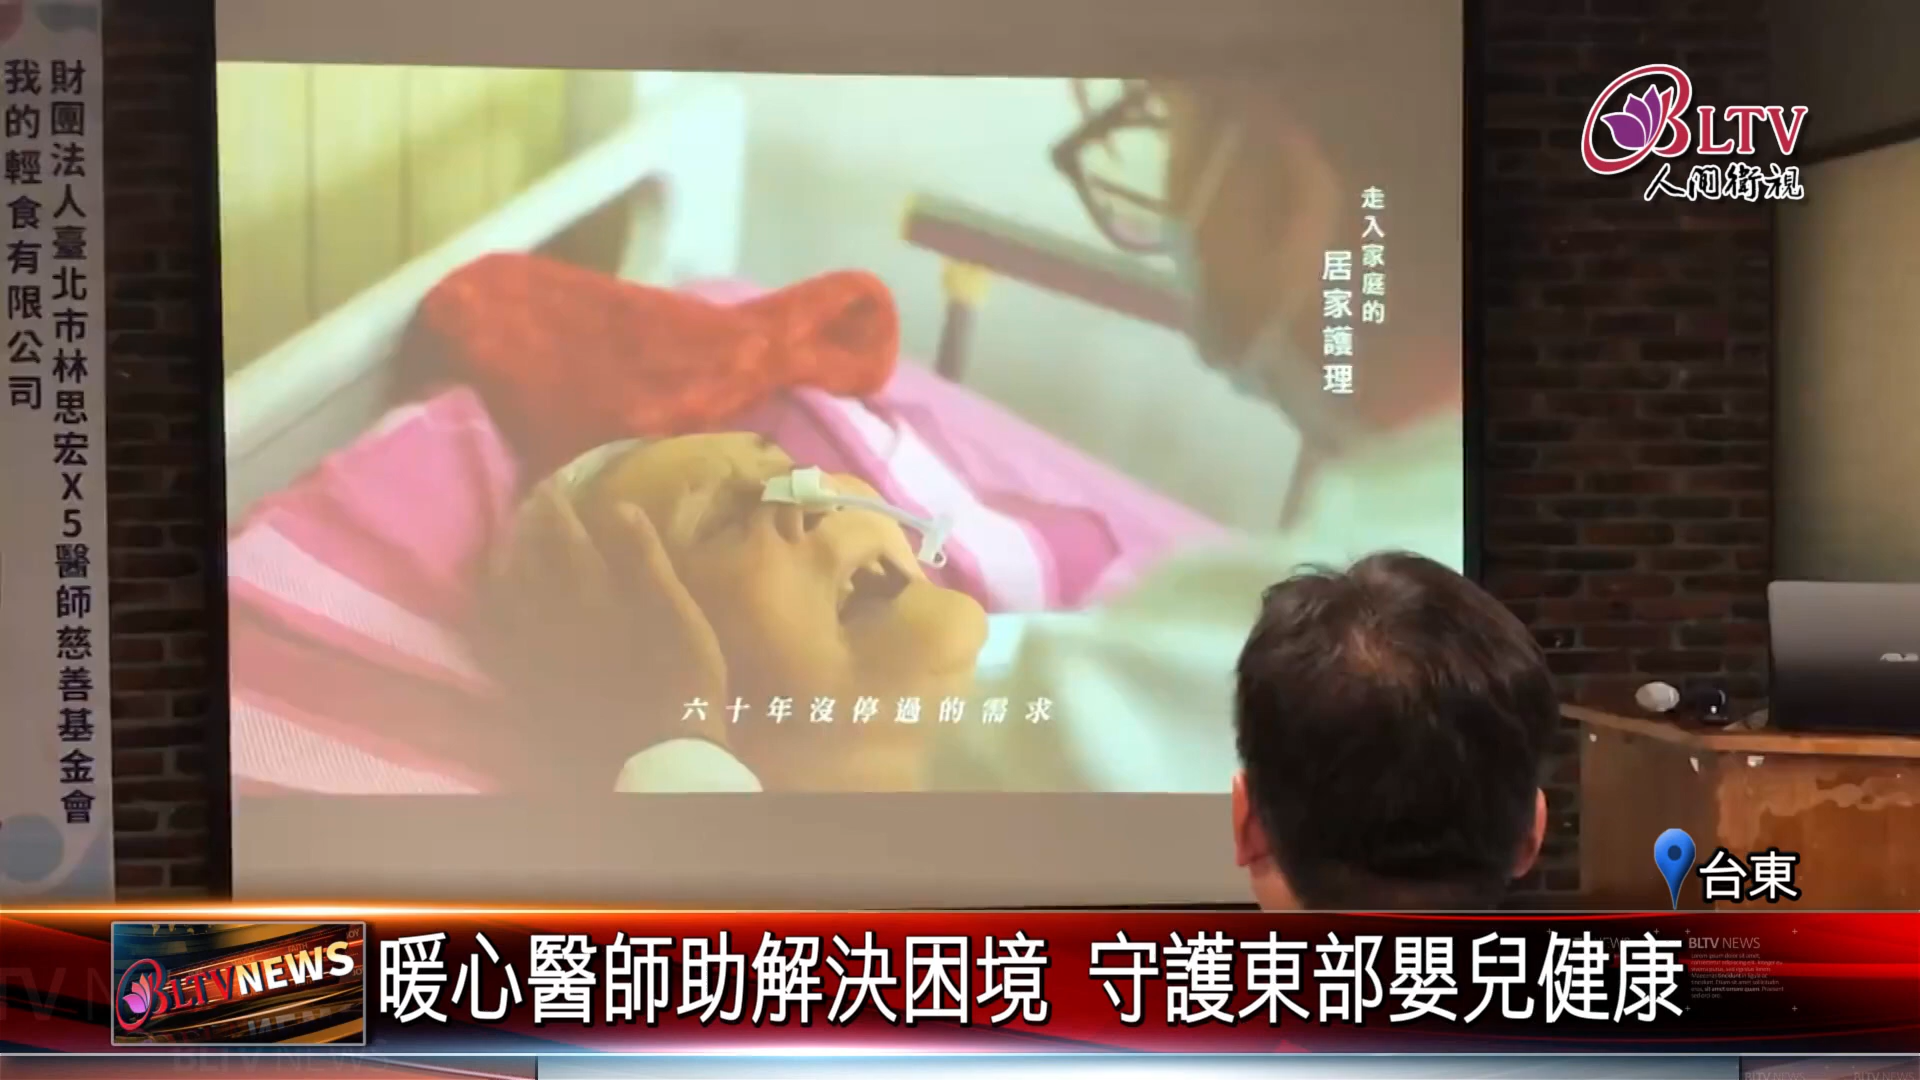 財團法人臺北市林思宏X5醫師慈善基金會
我的輕食有限公司
BLTV
人間衛視
走入家庭的
居家護理
六十年沒停過的需求
台東
BLTVNEWS
暖心醫師助解決困境 守護東部嬰兒健康
BLTV NEWS